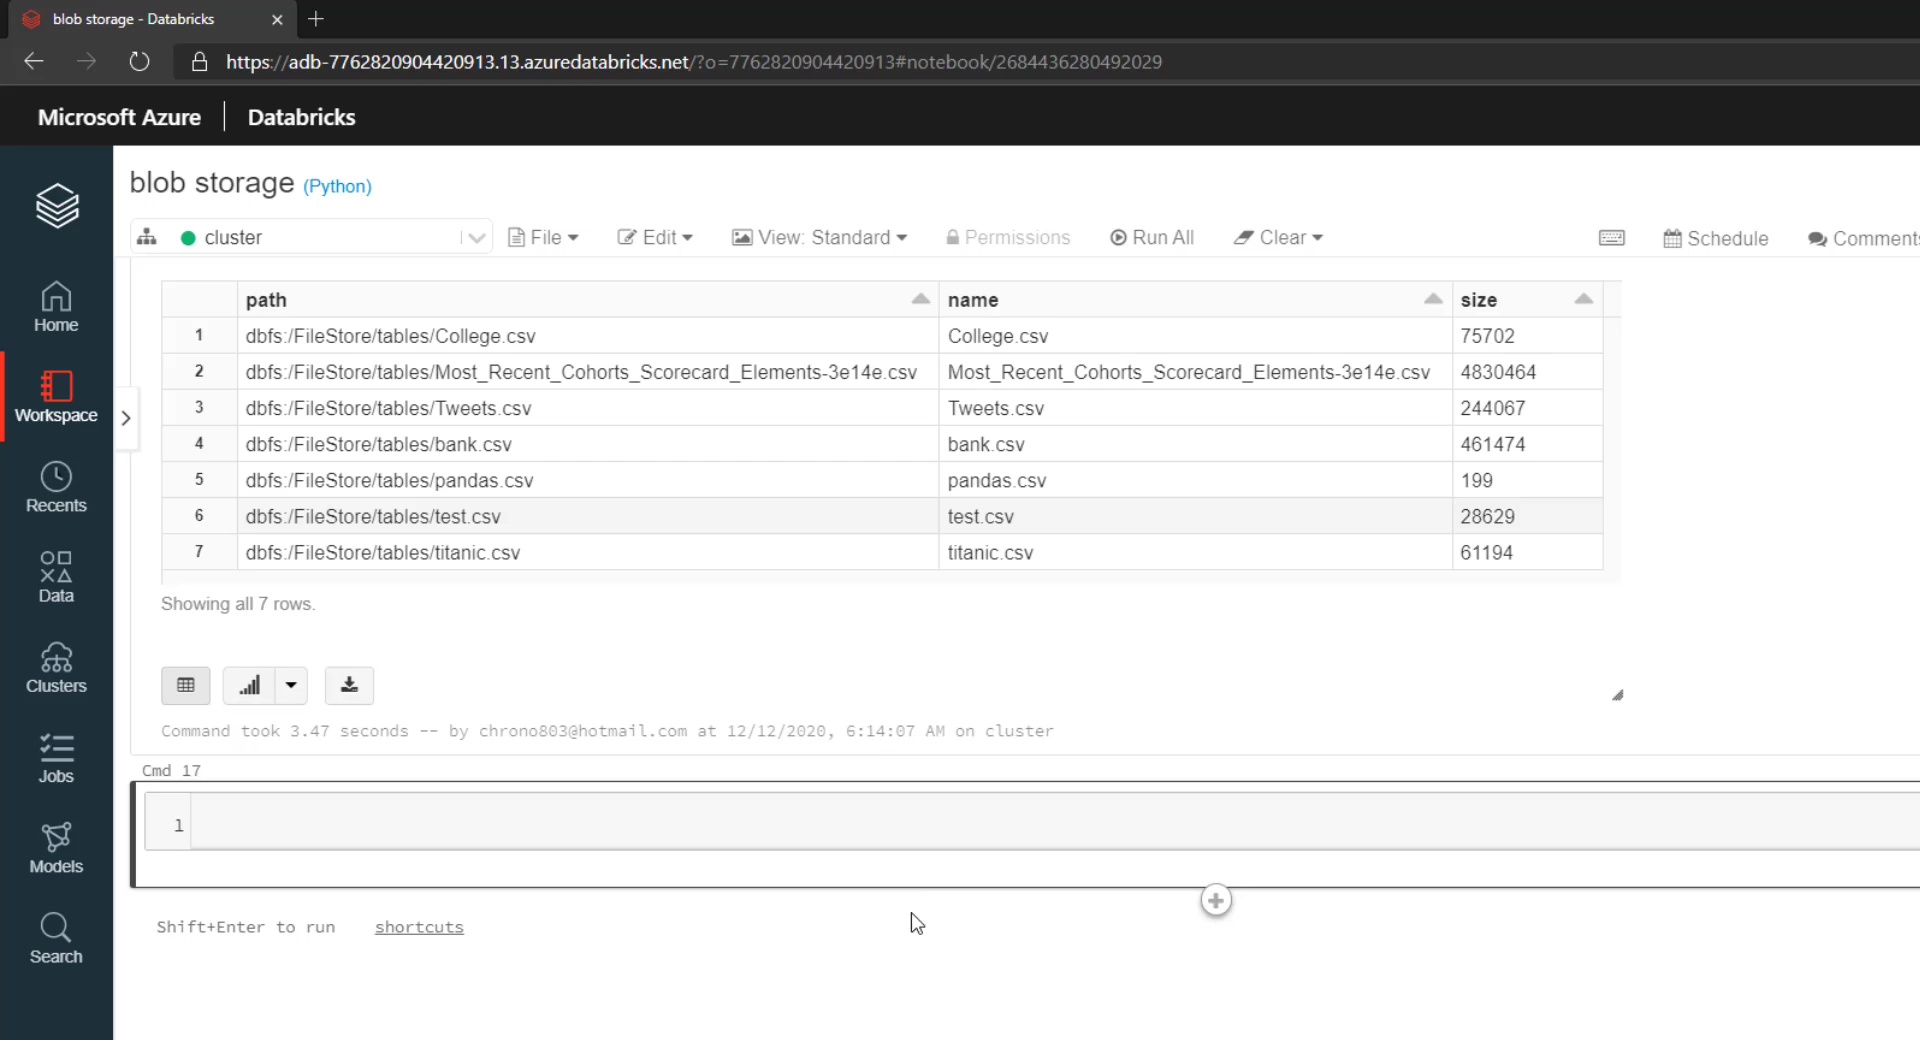 blob storage - Databricks
https://adb-7762820904420913.13.azuredatabricks.net/?o=7762820904420913#notebook/2684436280492029
Microsoft Azure | Databricks
blob storage (Python)
cluster File Edit View: Standard Permissions Run All Clear Schedule Comments
path name size
1 dbfs:/FileStore/tables/College.csv College.csv 75702
2 dbfs:/FileStore/tables/Most_Recent_Cohorts_Scorecard_Elements-3e14e.csv Most_Recent_Cohorts_Scorecard_Elements-3e14e.csv 4830464
3 dbfs:/FileStore/tables/Tweets.csv Tweets.csv 244067
4 dbfs:/FileStore/tables/bank.csv bank.csv 461474
5 dbfs:/FileStore/tables/pandas.csv pandas.csv 199
6 dbfs:/FileStore/tables/test.csv test.csv 28629
7 dbfs:/FileStore/tables/titanic.csv titanic.csv 61194
Showing all 7 rows.
Command took 3.47 seconds -- by chrono803@hotmail.com at 12/12/2020, 6:14:07 AM on cluster
Cmd 17
1
Shift+Enter to run shortcuts
Home
Workspace
Recents
Data
Clusters
Jobs
Models
Search